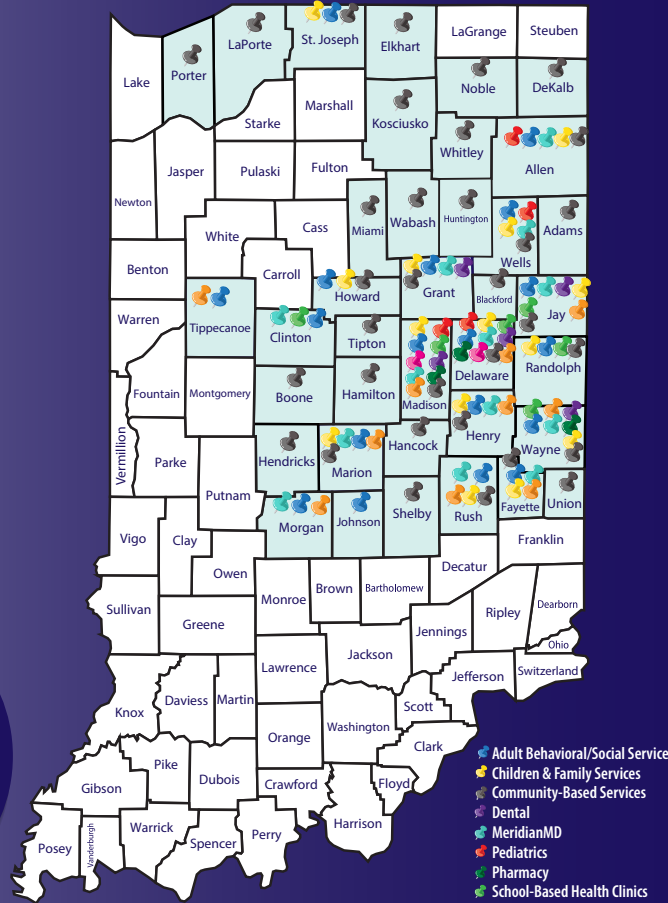 LaPorte
St. Joseph
Elkhart
LaGrange
Steuben
Lake
Porter
Noble
DeKalb
Starke
Marshall
Kosciusko
Whitley
Allen
Newton
Jasper
Pulaski
Fulton
Miami
Wabash
Huntington
Wells
Adams
White
Cass
Benton
Carroll
Howard
Grant
Blackford
Jay
Warren
Tippecanoe
Clinton
Tipton
Delaware
Randolph
Fountain
Montgomery
Boone
Hamilton
Madison
Vermillion
Parke
Putnam
Hendricks
Marion
Hancock
Henry
Wayne
Vigo
Clay
Morgan
Johnson
Shelby
Rush
Fayette
Union
Owen
Monroe
Brown
Bartholomew
Decatur
Franklin
Sullivan
Greene
Jennings
Ripley
Dearborn
Ohio
Knox
Daviess
Martin
Lawrence
Jackson
Jefferson
Switzerland
Orange
Washington
Scott
Clark
Gibson
Pike
Dubois
Crawford
Floyd
Harrison
Posey
Vanderburgh
Warrick
Spencer
Perry
Adult Behavioral/Social Service
Children & Family Services
Community-Based Services
Dental
MeridianMD
Pediatrics
Pharmacy
School-Based Health Clinics